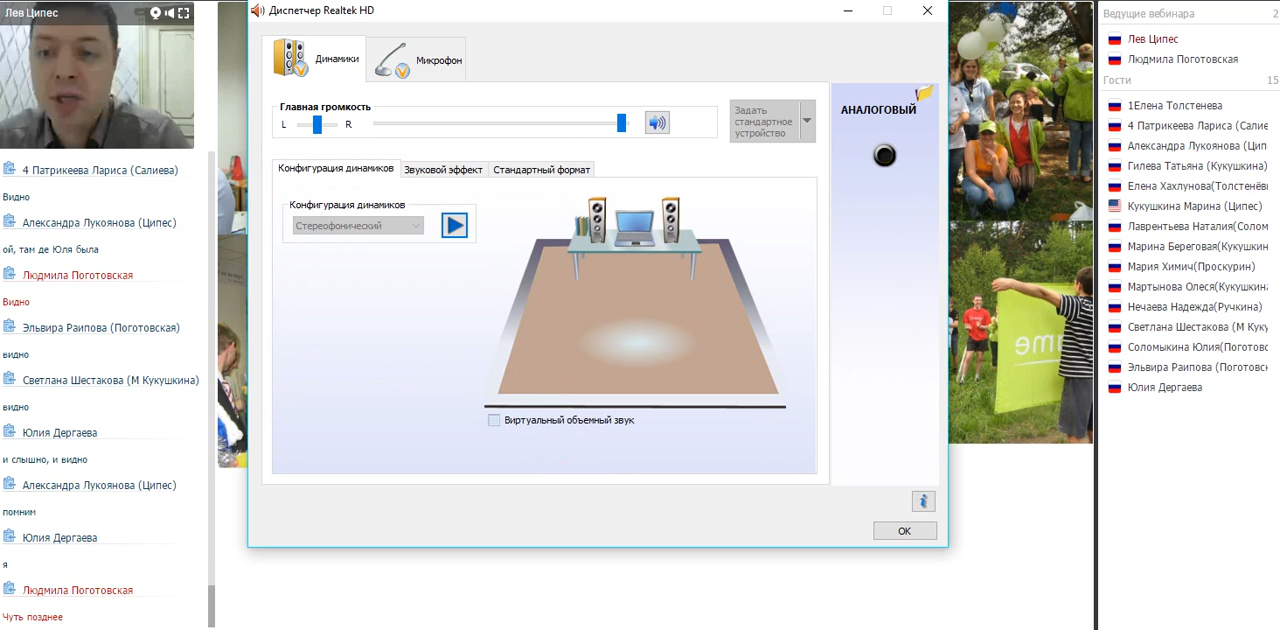 Лев Ципес
4 Патрикеева Лариса (Салиева)
Видно
Александра Лукоянова (Ципес)
ой, там де Юля была
Людмила Поготовская
Видно
Эльвира Раипова (Поготовская)
видно
Светлана Шестакова (М Кукушкина)
видно
Юлия Дергаева
и слышно, и видно
Александра Лукоянова (Ципес)
помним
Юлия Дергаева
я
Людмила Поготовская
Чуть позднее
Диспетчер Realtek HD
Динамики
Микрофон
Главная громкость
L R
Задать
стандартное
устройство
Конфигурация динамиков Звуковой эффект Стандартный формат
Конфигурация динамиков
Стереофонический
Виртуальный объемный звук
АНАЛОГОВЫЙ
OK
me
Ведущие вебинара 2
Лев Ципес
Людмила Поготовская
Гости 15
1Елена Толстенева
4 Патрикеева Лариса (Салие
Александра Лукоянова (Цип
Гилева Татьяна (Кукушкина)
Елена Хахлунова(Толстенёв
Кукушкина Марина (Ципес)
Лаврентьева Наталия(Солом
Марина Береговая(Кукушкин
Мария Химич(Проскурин)
Мартынова Олеся(Кукушкина
Нечаева Надежда(Ручкина)
Светлана Шестакова (М Куку
Соломыкина Юлия(Поготовс
Эльвира Раипова (Поготовск
Юлия Дергаева